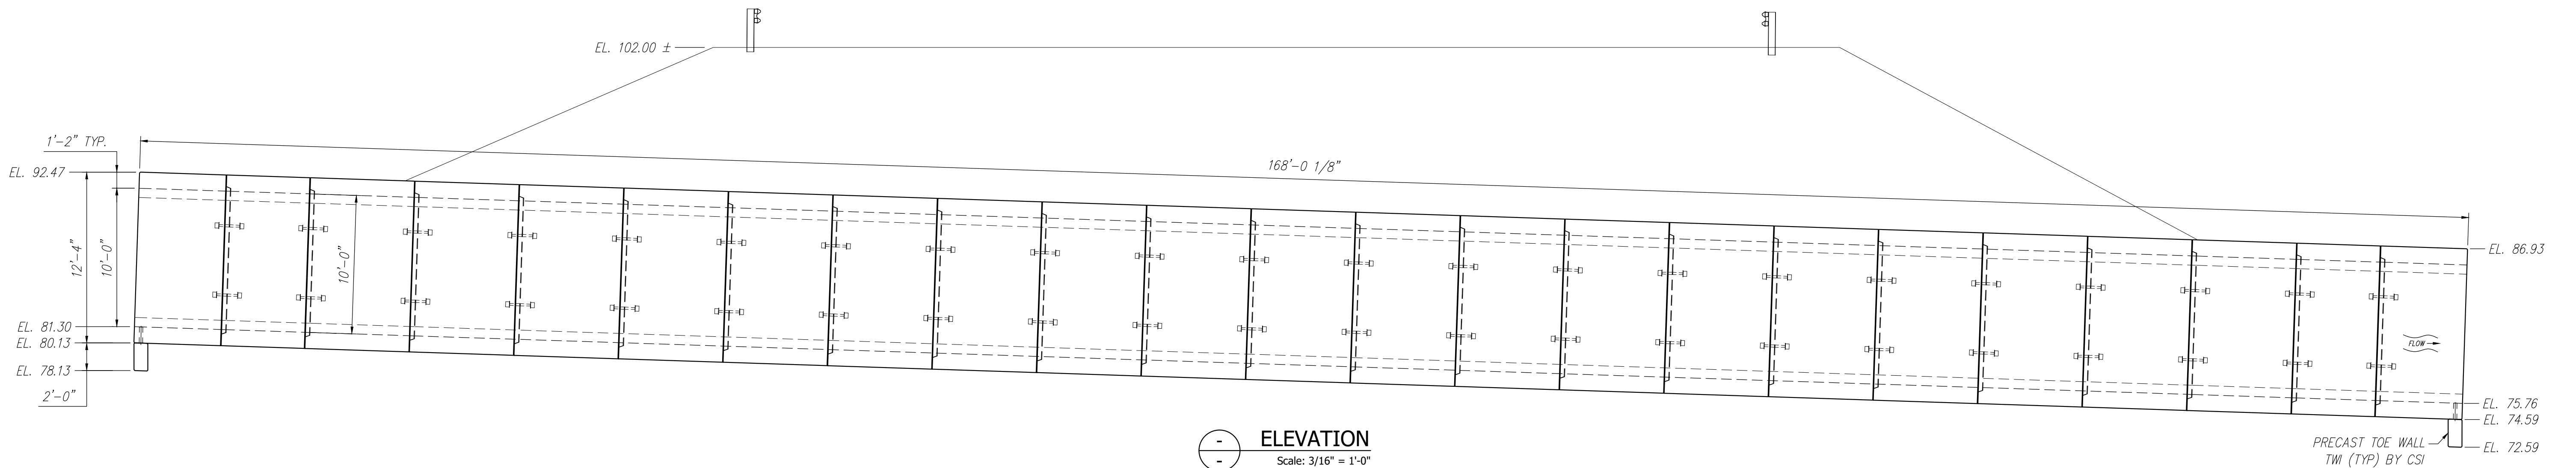 EL. 102.00 ±
1'-2" TYP.
168'-0 1/8"
EL. 92.47
12'-4"
10'-0"
10'-0"
EL. 86.93
EL. 81.30
EL. 80.13
EL. 78.13
2'-0"
FLOW
EL. 75.76
EL. 74.59
EL. 72.59
PRECAST TOE WALL
TWI (TYP) BY CSI
-
-
ELEVATION
Scale: 3/16" = 1'-0"